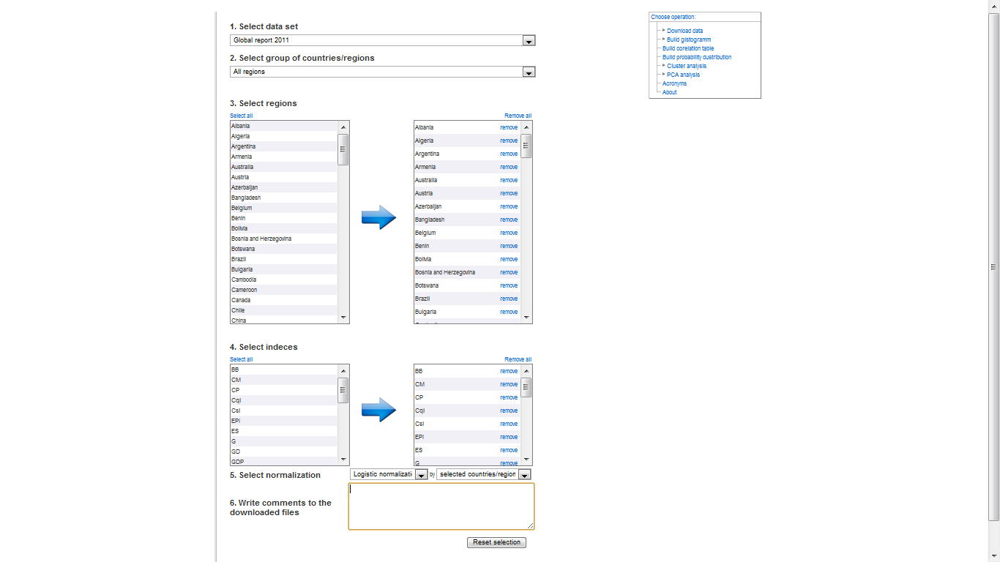 1. Select data set
Global report 2011
2. Select group of countries/regions
All regions
3. Select regions
Select all
Remove all
Albania
Algeria
Argentina
Armenia
Australia
Austria
Azerbaijan
Bangladesh
Belgium
Benin
Bolivia
Bosnia and Herzegovina
Botswana
Brazil
Bulgaria
Cambodia
Cameroon
Canada
Chile
China
Albania remove
Algeria remove
Argentina remove
Armenia remove
Australia remove
Austria remove
Azerbaijan remove
Bangladesh remove
Belgium remove
Benin remove
Bolivia remove
Bosnia and Herzegovina remove
Botswana remove
Brazil remove
Bulgaria remove
4. Select indeces
Select all
Remove all
BB
CM
CP
CqI
CsI
EPI
ES
G
GD
GDP
BB remove
CM remove
CP remove
CqI remove
CsI remove
EPI remove
ES remove
G remove
5. Select normalization
Logistic normalizati by selected countries/region
6. Write comments to the
downloaded files
Reset selection
Choose operation:
Download data
Build gistogramm
Build corelation table
Build probability dustribution
Cluster analysis
PCA analysis
Acronyms
About